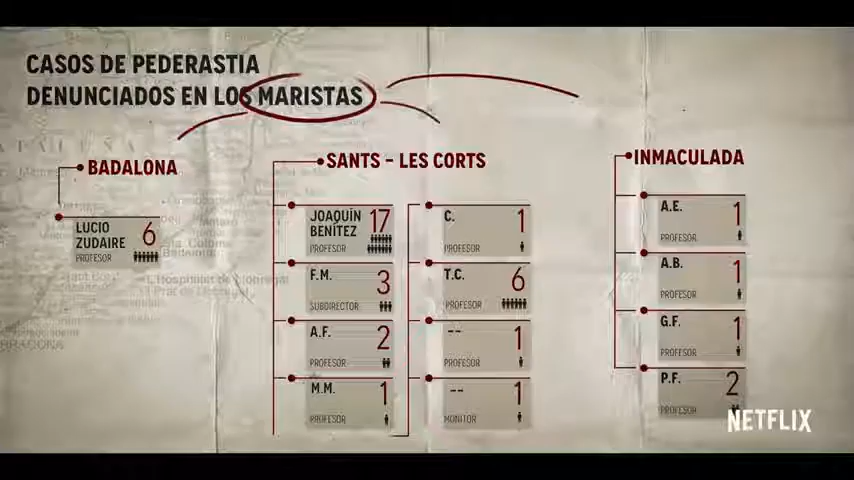 CASOS DE PEDERASTIA
DENUNCIADOS EN LOS MARISTAS
BADALONA
LUCIO
ZUDAIRE
6
PROFESOR
SANTS - LES CORTS
JOAQUÍN
BENÍTEZ
17
PROFESOR
F.M.
3
SUBDIRECTOR
A.F.
2
PROFESOR
M.M.
1
PROFESOR
C.
1
PROFESOR
T.C.
6
PROFESOR
--
1
PROFESOR
--
1
MONITOR
INMACULADA
A.E.
1
PROFESOR
A.B.
1
PROFESOR
G.F.
1
PROFESOR
P.F.
2
PROFESOR
NETFLIX